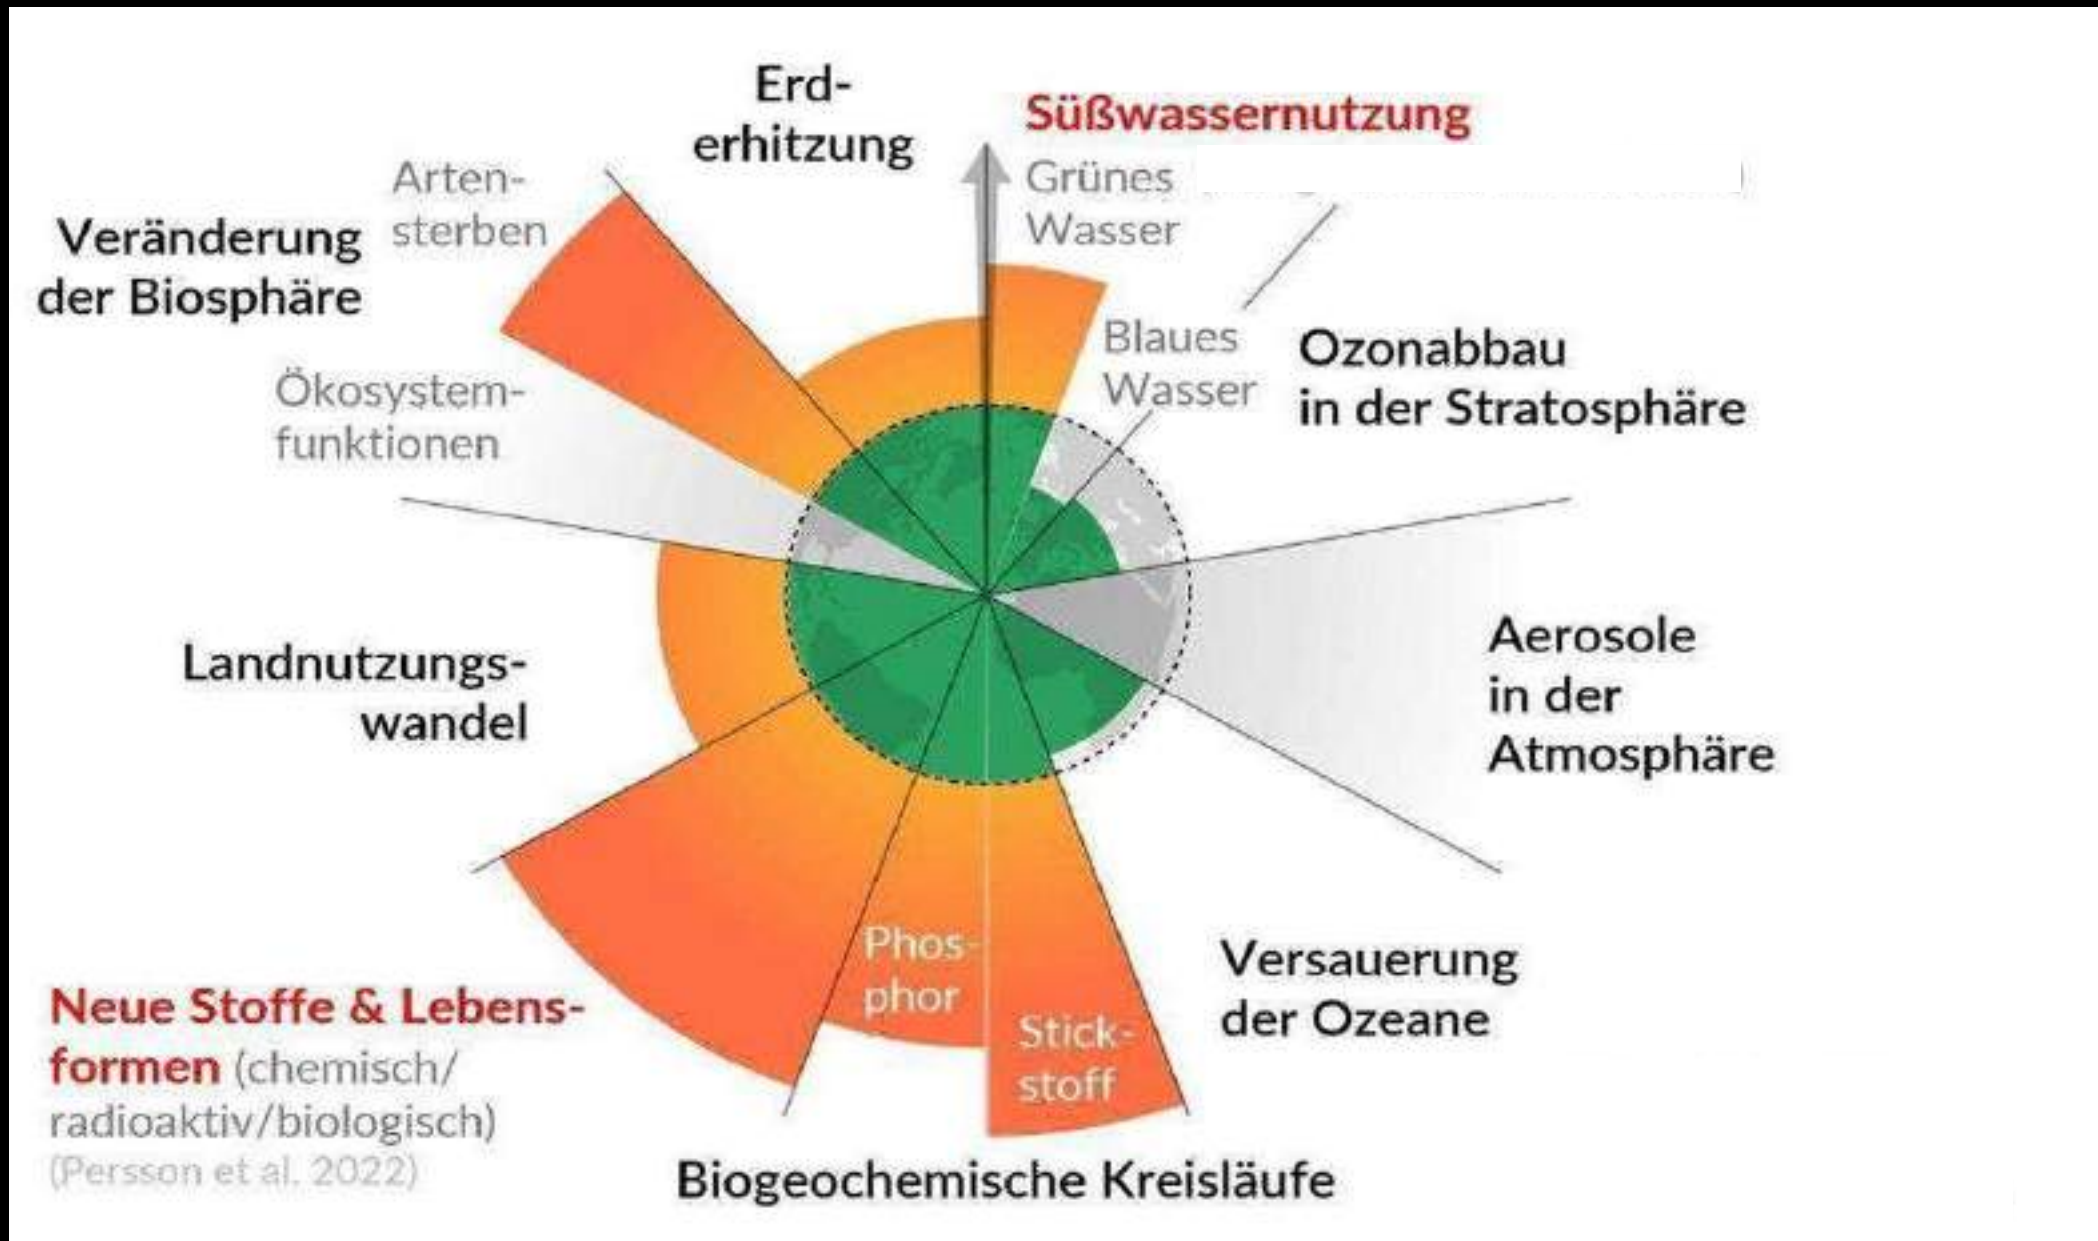 Erd-
erhitzung
Süßwassernutzung
Grünes
Wasser
Blaues
Wasser
Ozonabbau
in der Stratosphäre
Aerosole
in der
Atmosphäre
Versauerung
der Ozeane
Biogeochemische Kreisläufe
Stick-
stoff
Phos-
phor
Neue Stoffe & Lebens-
formen (chemisch/
radioaktiv/biologisch)
(Persson et al. 2022)
Landnutzungs-
wandel
Veränderung
der Biosphäre
Arten-
sterben
Ökosystem-
funktionen